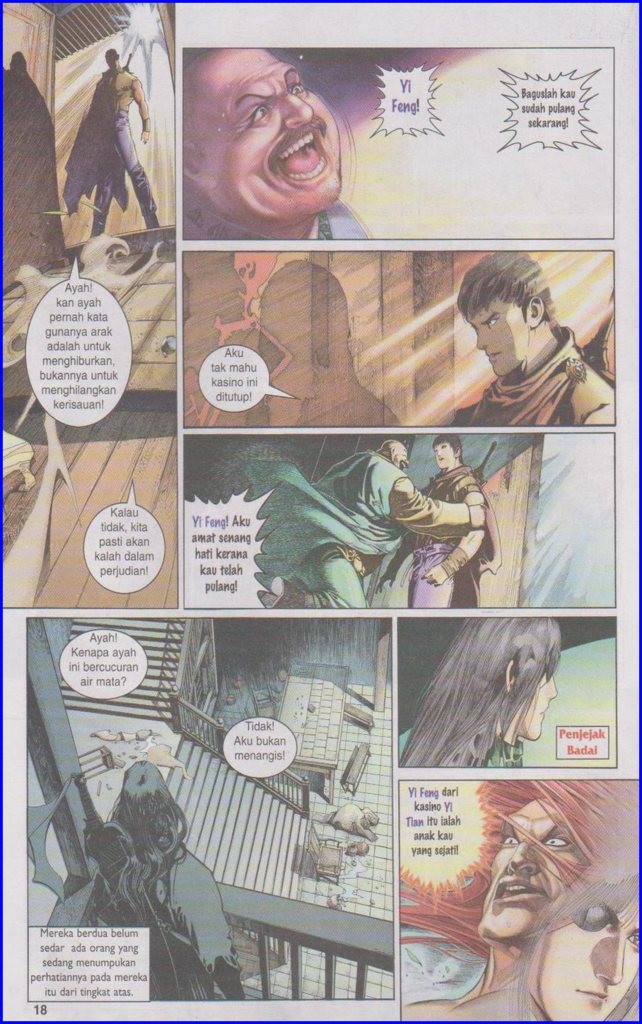 Yi
Feng!
Baguslah kau
sudah pulang
sekarang!
Ayah!
kan ayah
pernah kata
gunanya arak
adalah untuk
menghiburkan,
bukannya untuk
menghilangkan
kerisauan!
Kalau
tidak, kita
pasti akan
kalah dalam
perjudian!
Aku
tak mahu
kasino ini
ditutup!
Yi Feng! Aku
amat senang
hati kerana
kau telah
pulang!
Ayah!
Kenapa ayah
ini bercucuran
air mata?
Tidak!
Aku bukan
menangis!
Mereka berdua belum
sedar ada orang yang
sedang menumpukan
perhatiannya pada mereka
itu dari tingkat atas.
Penjejak
Badai
Yi Feng dari
kasino Yi
Tian itu ialah
anak kau
yang sejati!
18